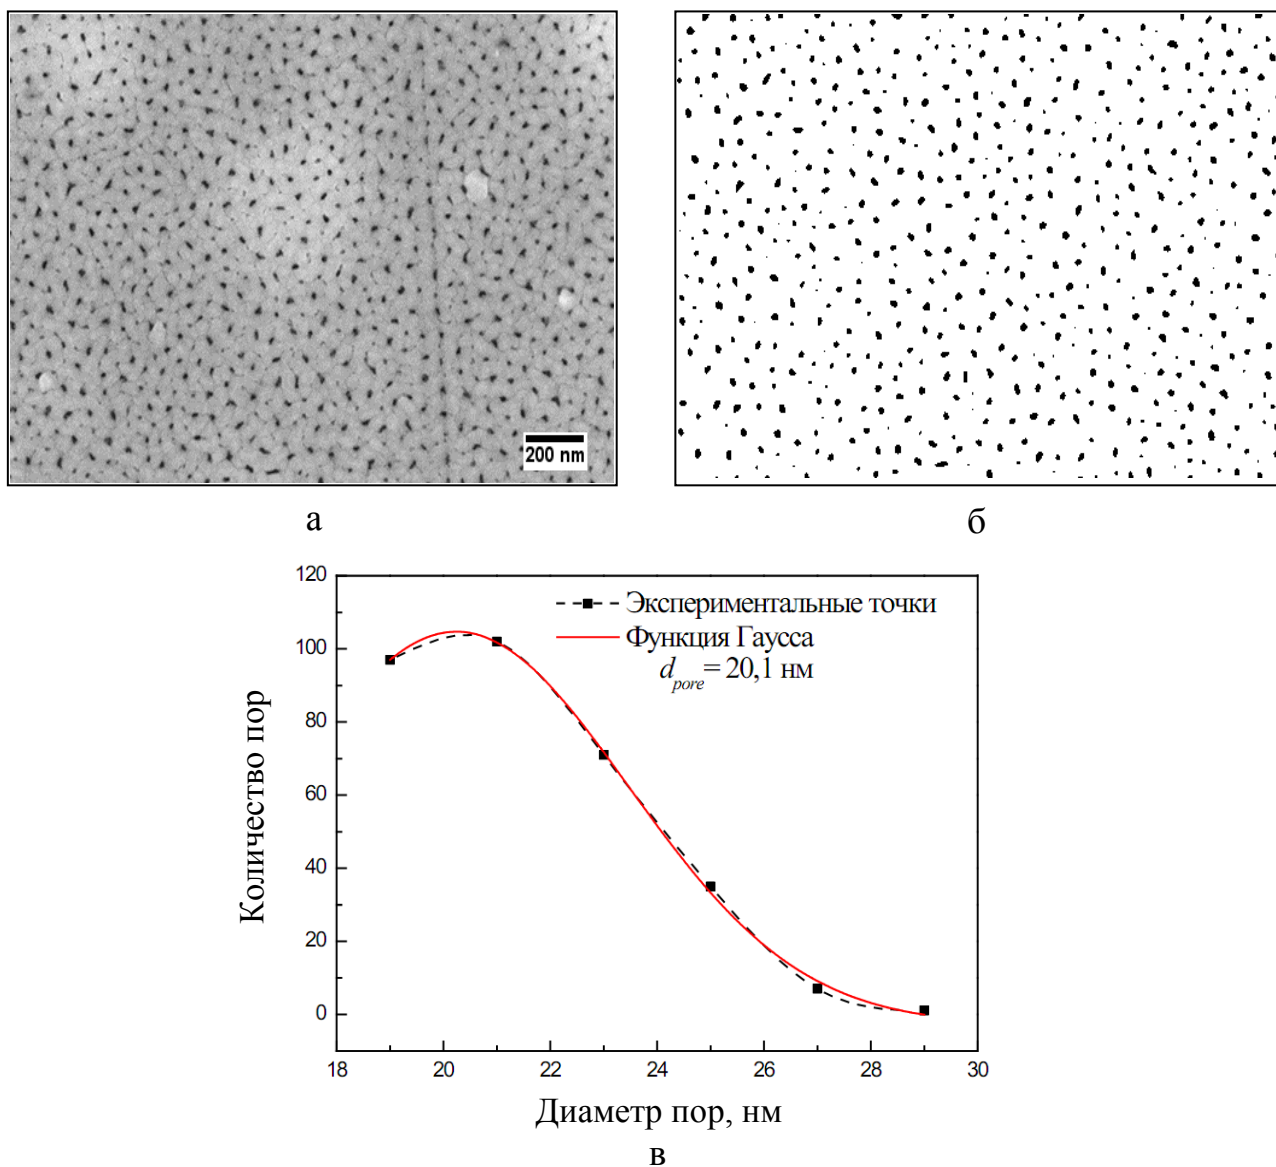 200 nm
а
б
120
100
80
60
40
20
0
Количество пор
Экспериментальные точки
Функция Гаусса
d_pore = 20,1 нм
18 20 22 24 26 28 30
Диаметр пор, нм
в